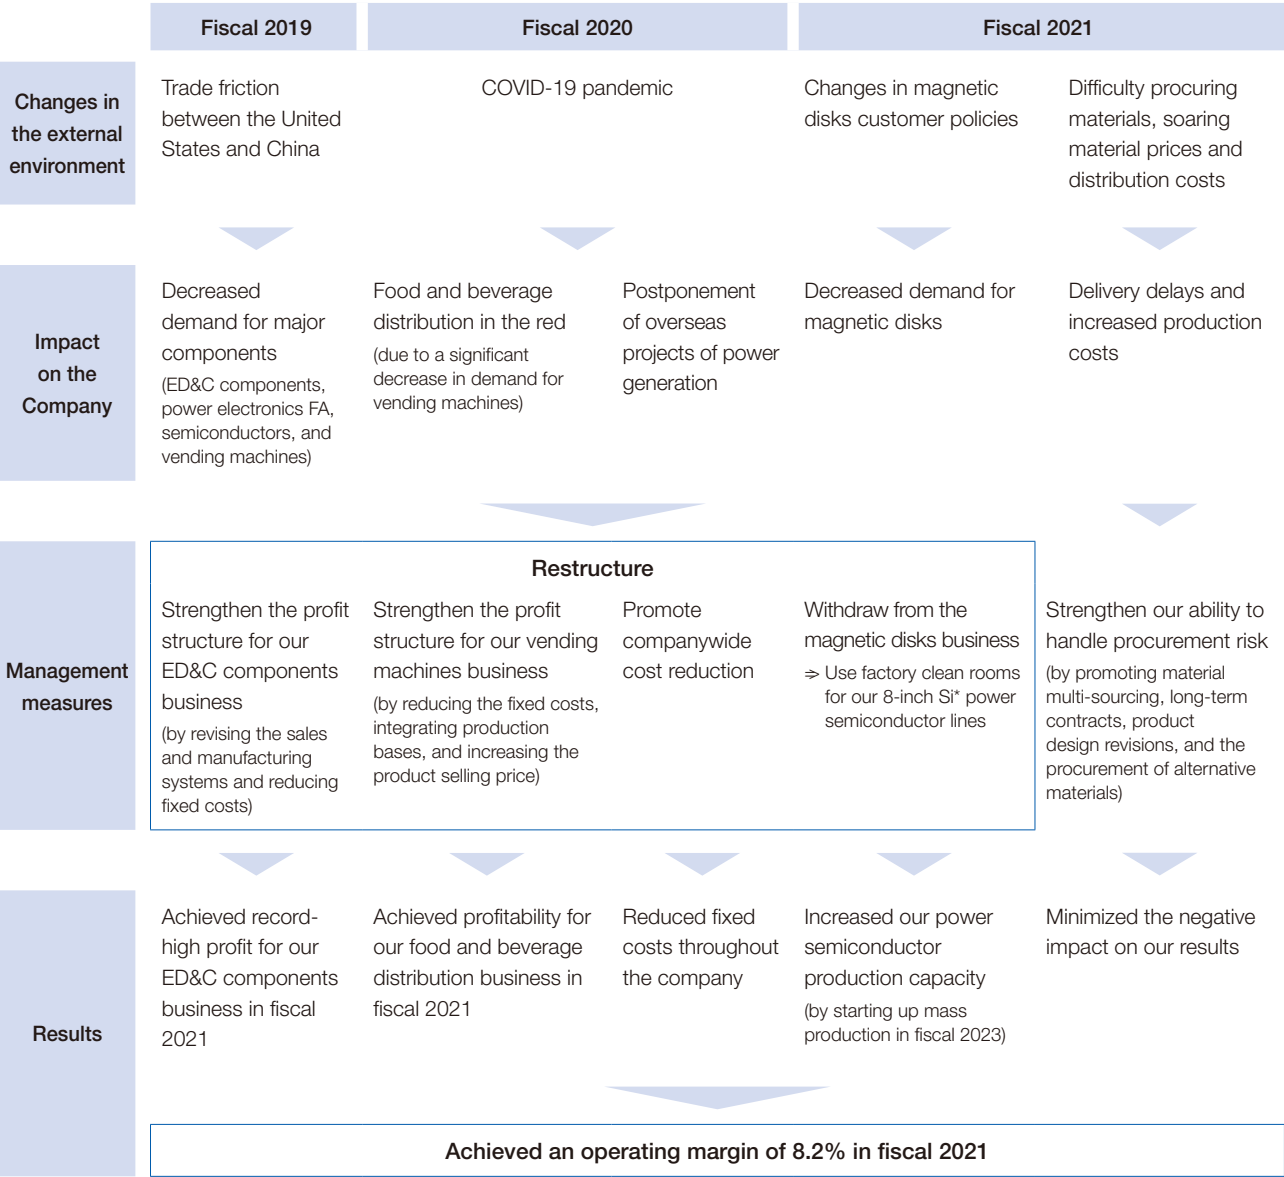 Fiscal 2019
Fiscal 2020
Fiscal 2021
Changes in
the external
environment
Trade friction
between the United
States and China
COVID-19 pandemic
Changes in magnetic
disks customer policies
Difficulty procuring
materials, soaring
material prices and
distribution costs
Impact
on the
Company
Decreased
demand for major
components
(ED&C components,
power electronics FA,
semiconductors, and
vending machines)
Food and beverage
distribution in the red
(due to a significant
decrease in demand for
vending machines)
Postponement
of overseas
projects of power
generation
Decreased demand for
magnetic disks
Delivery delays and
increased production
costs
Management
measures
Restructure
Strengthen the profit
structure for our
ED&C components
business
(by revising the sales
and manufacturing
systems and reducing
fixed costs)
Strengthen the profit
structure for our vending
machines business
(by reducing the fixed costs,
integrating production
bases, and increasing the
product selling price)
Promote
companywide
cost reduction
Withdraw from the
magnetic disks business
⇒ Use factory clean rooms
for our 8-inch Si* power
semiconductor lines
Strengthen our ability to
handle procurement risk
(by promoting material
multi-sourcing, long-term
contracts, product
design revisions, and the
procurement of alternative
materials)
Results
Achieved record-
high profit for our
ED&C components
business in fiscal
2021
Achieved profitability for
our food and beverage
distribution business in
fiscal 2021
Reduced fixed
costs throughout
the company
Increased our power
semiconductor
production capacity
(by starting up mass
production in fiscal 2023)
Minimized the negative
impact on our results
Achieved an operating margin of 8.2% in fiscal 2021